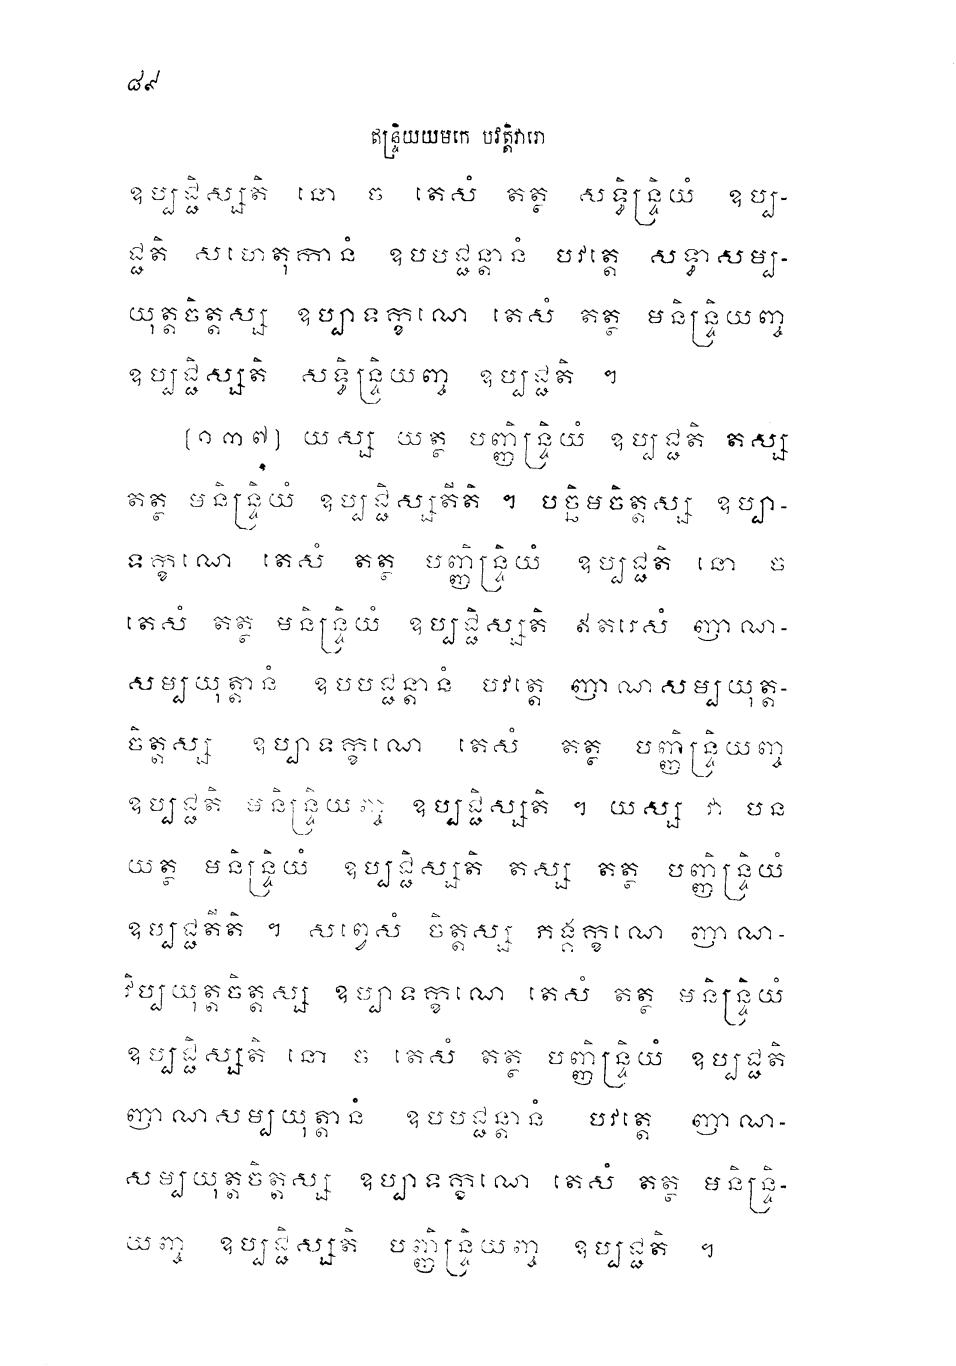 ៨៩
ឥន្ទ្រិយយមកេ បវត្តិវារោ
ឧប្បជ្ជិស្សតិ នោ ច តេសំ តត្ថ សទ្ធិន្ទ្រិយំ ឧប្ប-
ជ្ជតិ សហេតុកានំ ឧបបជ្ជន្តានំ បវត្តេ សទ្ធាសម្ប-
យុត្តចិត្តស្ស ឧប្បាទក្ខណេ តេសំ តត្ថ មនិន្ទ្រិយញ្ច
ឧប្បជ្ជិស្សតិ សទ្ធិន្ទ្រិយញ្ច ឧប្បជ្ជតិ ។
[១៣៧] យស្ស យត្ថ បញ្ញិន្ទ្រិយំ ឧប្បជ្ជតិ តស្ស
តត្ថ មនិន្ទ្រិយំ ឧប្បជ្ជិស្សតីតិ ។ បច្ឆិមចិត្តស្ស ឧប្បា-
ទក្ខណេ តេសំ តត្ថ បញ្ញិន្ទ្រិយំ ឧប្បជ្ជតិ នោ ច
តេសំ តត្ថ មនិន្ទ្រិយំ ឧប្បជ្ជិស្សតិ ឥតរេសំ ញាណ-
សម្បយុត្តានំ ឧបបជ្ជន្តានំ បវត្តេ ញាណសម្បយុត្ត-
ចិត្តស្ស ឧប្បាទក្ខណេ តេសំ តត្ថ បញ្ញិន្ទ្រិយញ្ច
ឧប្បជ្ជតិ មនិន្ទ្រិយញ្ច ឧប្បជ្ជិស្សតិ ។ យស្ស វា បន
យត្ថ មនិន្ទ្រិយំ ឧប្បជ្ជិស្សតិ តស្ស តត្ថ បញ្ញិន្ទ្រិយំ
ឧប្បជ្ជតីតិ ។ សព្វេសំ ចិត្តស្ស ភង្គក្ខណេ ញាណ-
វិប្បយុត្តចិត្តស្ស ឧប្បាទក្ខណេ តេសំ តត្ថ មនិន្ទ្រិយំ
ឧប្បជ្ជិស្សតិ នោ ច តេសំ តត្ថ បញ្ញិន្ទ្រិយំ ឧប្បជ្ជតិ
ញាណសម្បយុត្តានំ ឧបបជ្ជន្តានំ បវត្តេ ញាណ-
សម្បយុត្តចិត្តស្ស ឧប្បាទក្ខណេ តេសំ តត្ថ មនិន្ទ្រិ-
យញ្ច ឧប្បជ្ជិស្សតិ បញ្ញិន្ទ្រិយញ្ច ឧប្បជ្ជតិ ។